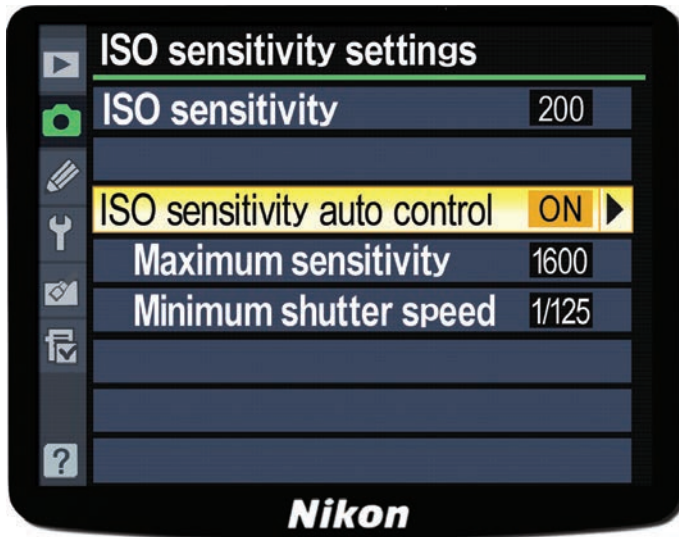 ISO sensitivity settings
ISO sensitivity 200
ISO sensitivity auto control ON
Maximum sensitivity 1600
Minimum shutter speed 1/125
?
Nikon